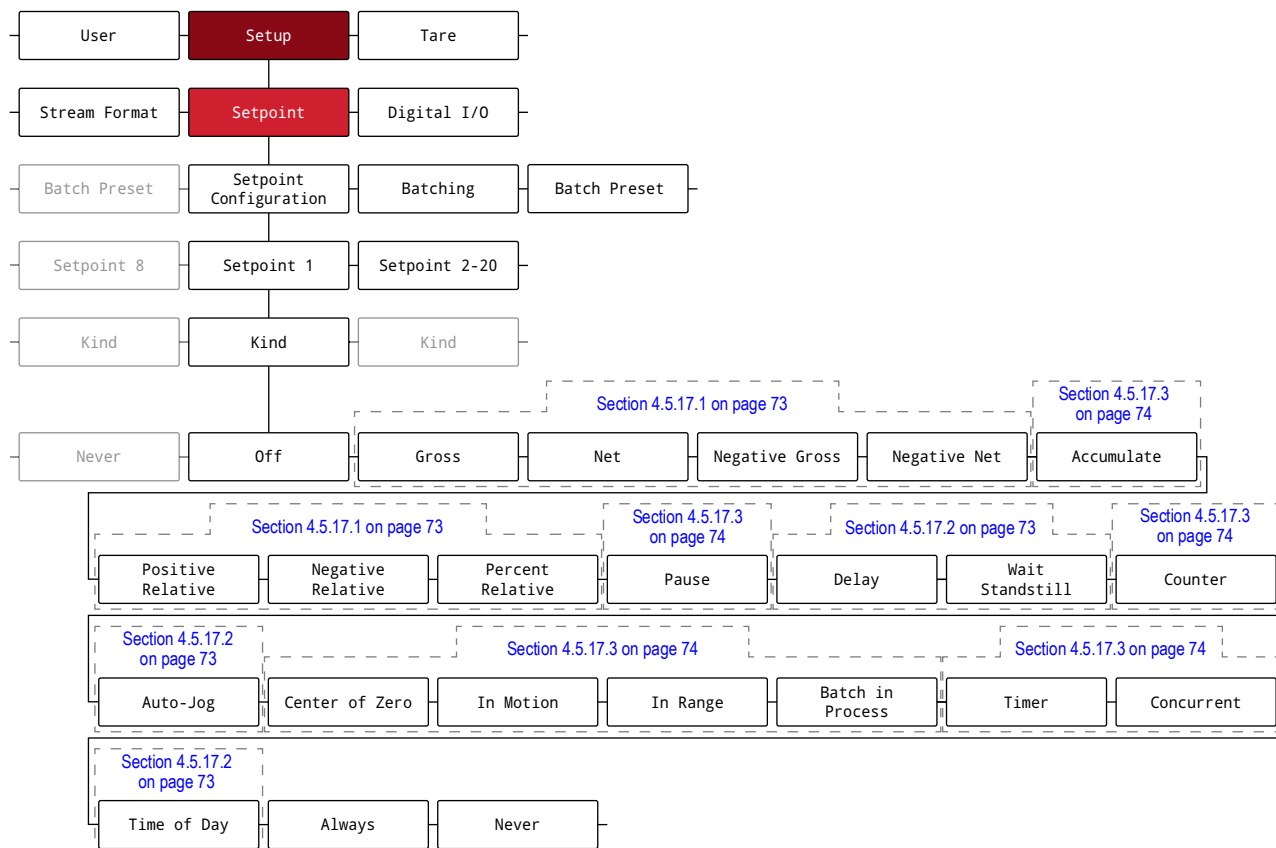 User
Setup
Tare
Stream Format
Setpoint
Digital I/O
Batch Preset
Setpoint
Configuration
Batching
Batch Preset
Setpoint 8
Setpoint 1
Setpoint 2-20
Kind
Kind
Kind
Section 4.5.17.1 on page 73
Section 4.5.17.3
on page 74
Never
Off
Gross
Net
Negative Gross
Negative Net
Accumulate
Section 4.5.17.1 on page 73
Section 4.5.17.3
on page 74
Section 4.5.17.2 on page 73
Section 4.5.17.3
on page 74
Positive
Relative
Negative
Relative
Percent
Relative
Pause
Delay
Wait
Standstill
Counter
Section 4.5.17.2
on page 73
Section 4.5.17.3 on page 74
Section 4.5.17.3 on page 74
Auto-Jog
Center of Zero
In Motion
In Range
Batch in
Process
Timer
Concurrent
Section 4.5.17.2
on page 73
Time of Day
Always
Never